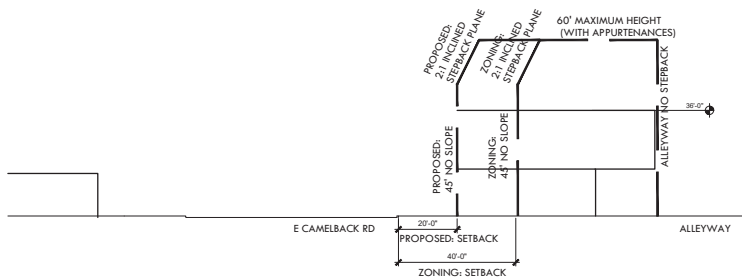 PROPOSED:
2:1 INCLINED
STEPBACK PLANE
ZONING:
2:1 INCLINED
STEPBACK PLANE
60' MAXIMUM HEIGHT
(WITH APPURTENANCES)
ALLEYWAY NO STEPBACK
36'-0"
PROPOSED:
45' NO SLOPE
ZONING:
45' NO SLOPE
E CAMELBACK RD
20'-0"
PROPOSED: SETBACK
ALLEYWAY
40'-0"
ZONING: SETBACK